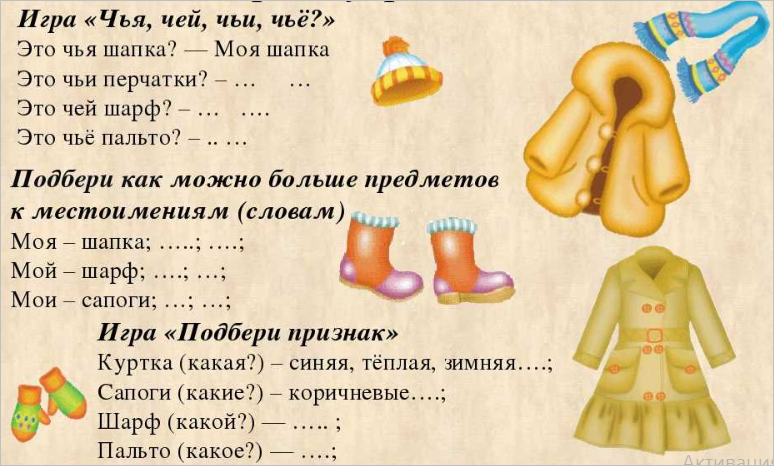 Игра «Чья, чей, чьи, чьё?»
Это чья шапка? — Моя шапка
Это чьи перчатки? – … …
Это чей шарф? – … ….
Это чьё пальто? – .. …
Подбери как можно больше предметов
к местоимениям (словам)
Моя – шапка; …..; ….;
Мой – шарф; ….; …;
Мои – сапоги; …; …;
Игра «Подбери признак»
Куртка (какая?) – синяя, тёплая, зимняя….;
Сапоги (какие?) – коричневые….;
Шарф (какой?) — ….. ;
Пальто (какое?) — ….;
Активация